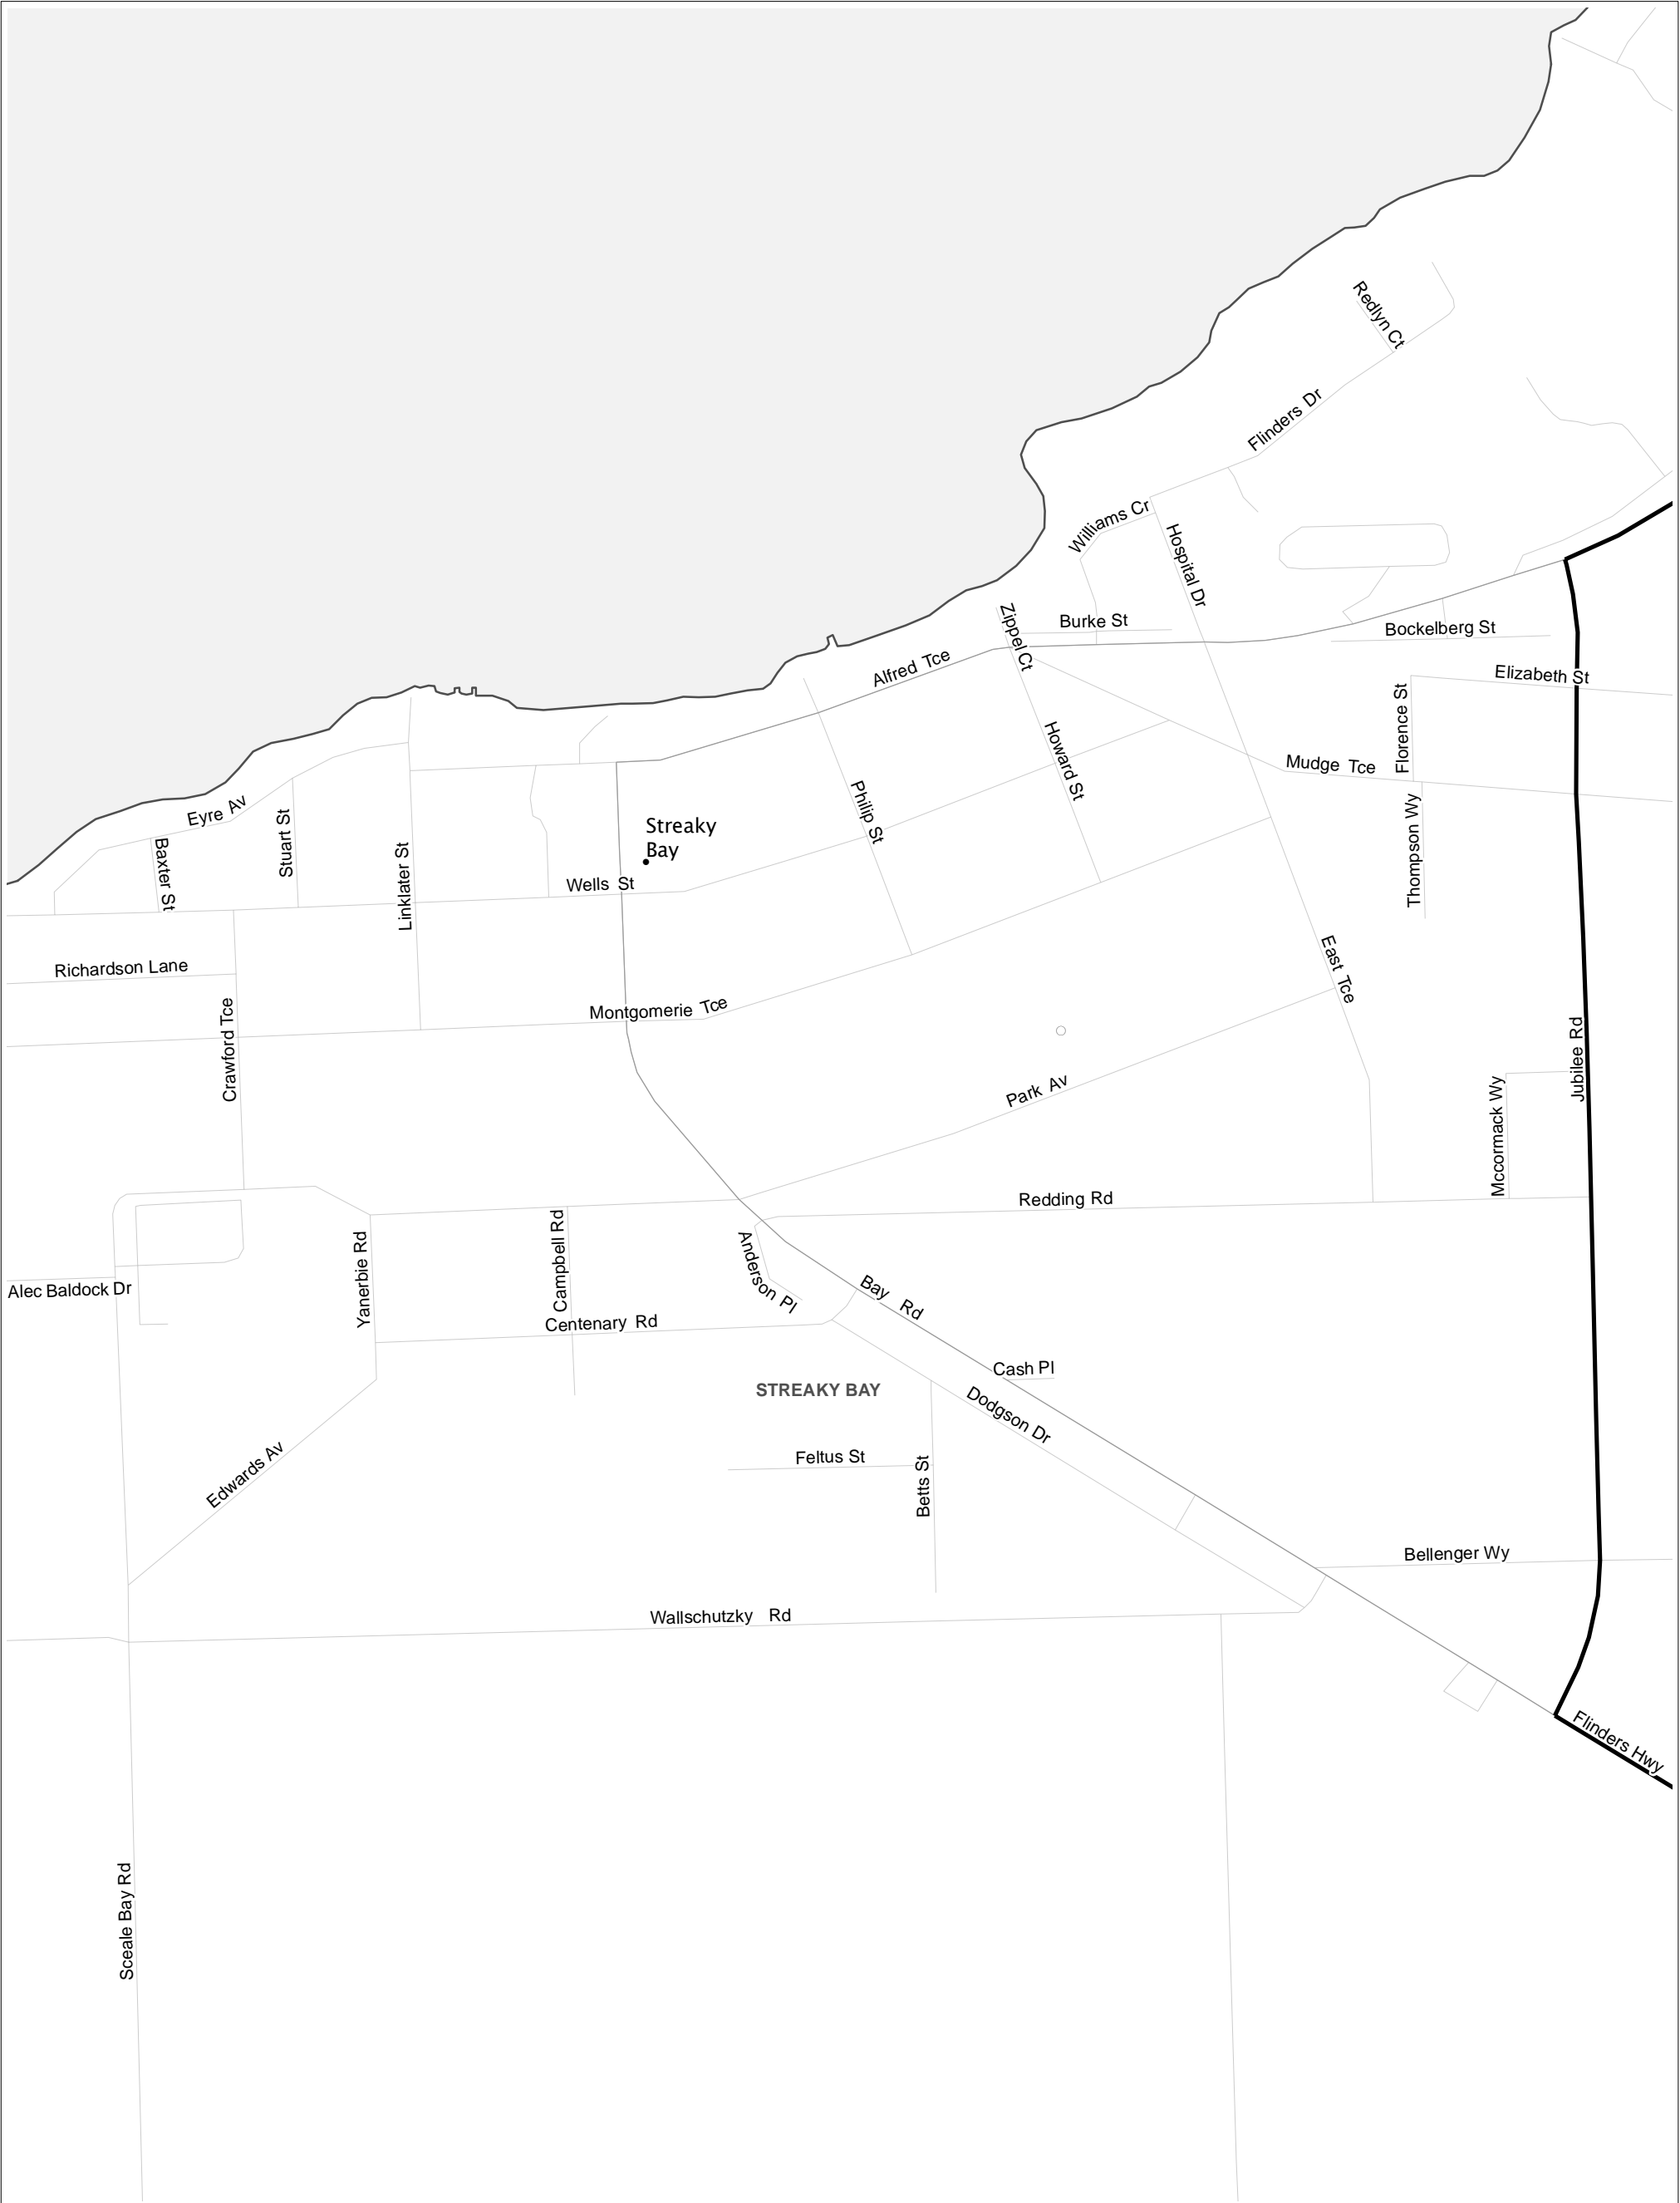 Redlyn Ct
Flinders Dr
Williams Cr
Hospital Dr
Zippel Ct
Burke St
Bockelberg St
Alfred Tce
Elizabeth St
Florence St
Howard St
Mudge Tce
Philip St
Eyre Av
Stuart St
Baxter St
Linklater St
Streaky
Bay
Thompson Wy
Wells St
East Tce
Richardson Lane
Montgomerie Tce
Crawford Tce
Jubilee Rd
Park Av
Mccormack Wy
Redding Rd
Campbell Rd
Yanerbie Rd
Anderson Pl
Alec Baldock Dr
Bay Rd
Centenary Rd
Cash Pl
STREAKY BAY
Dodgson Dr
Edwards Av
Feltus St
Betts St
Bellenger Wy
Wallschutzky Rd
Flinders Hwy
Sceale Bay Rd